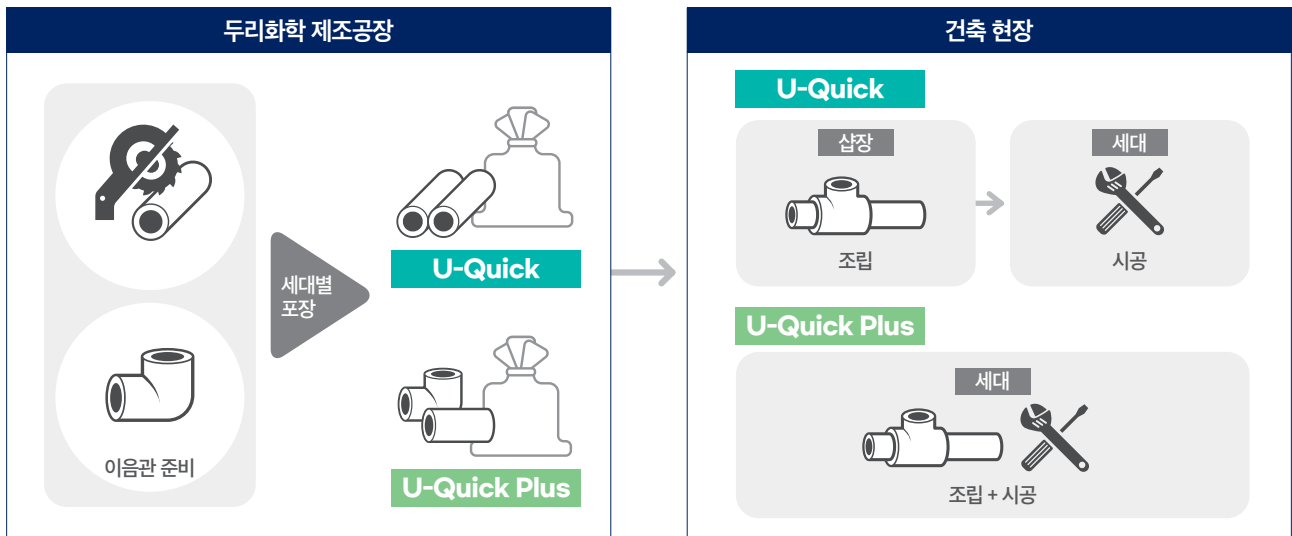 두리화학 제조공장
이음관 준비
세대별
포장
U-Quick
U-Quick Plus
건축 현장
U-Quick
샵장
조립
세대
시공
U-Quick Plus
세대
조립 + 시공